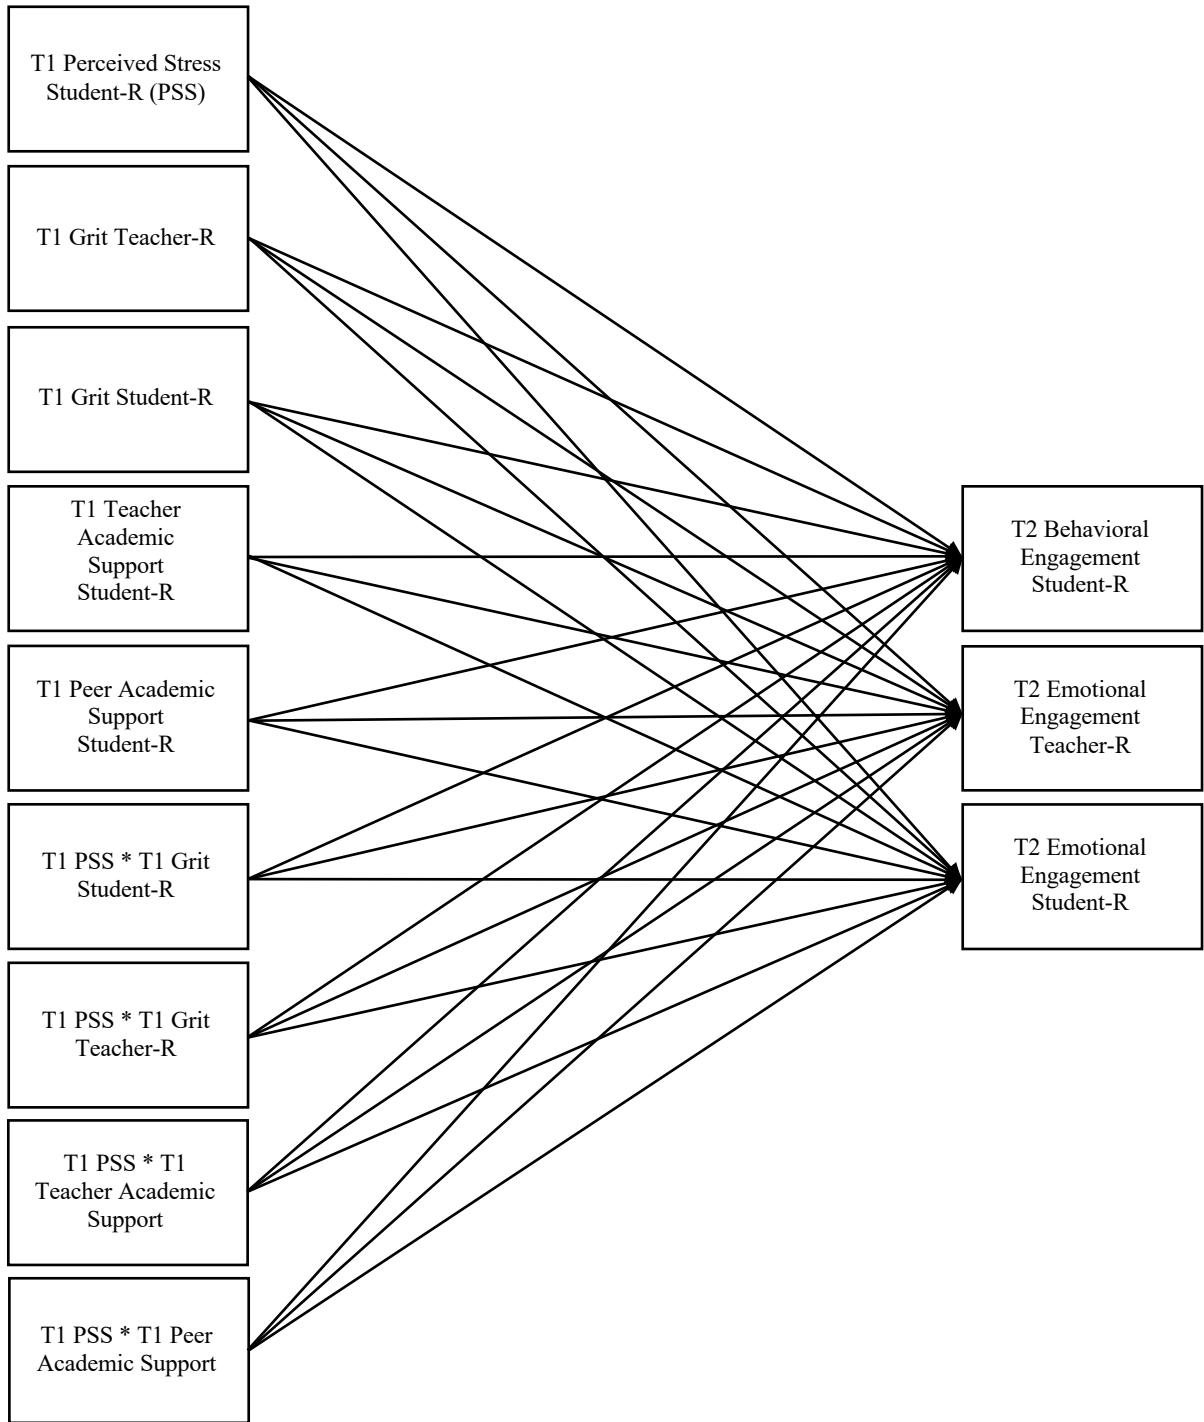 T1 Perceived Stress
Student-R (PSS)
T1 Grit Teacher-R
T1 Grit Student-R
T1 Teacher
Academic
Support
Student-R
T1 Peer Academic
Support
Student-R
T1 PSS * T1 Grit
Student-R
T1 PSS * T1 Grit
Teacher-R
T1 PSS * T1
Teacher Academic
Support
T1 PSS * T1 Peer
Academic Support
T2 Behavioral
Engagement
Student-R
T2 Emotional
Engagement
Teacher-R
T2 Emotional
Engagement
Student-R